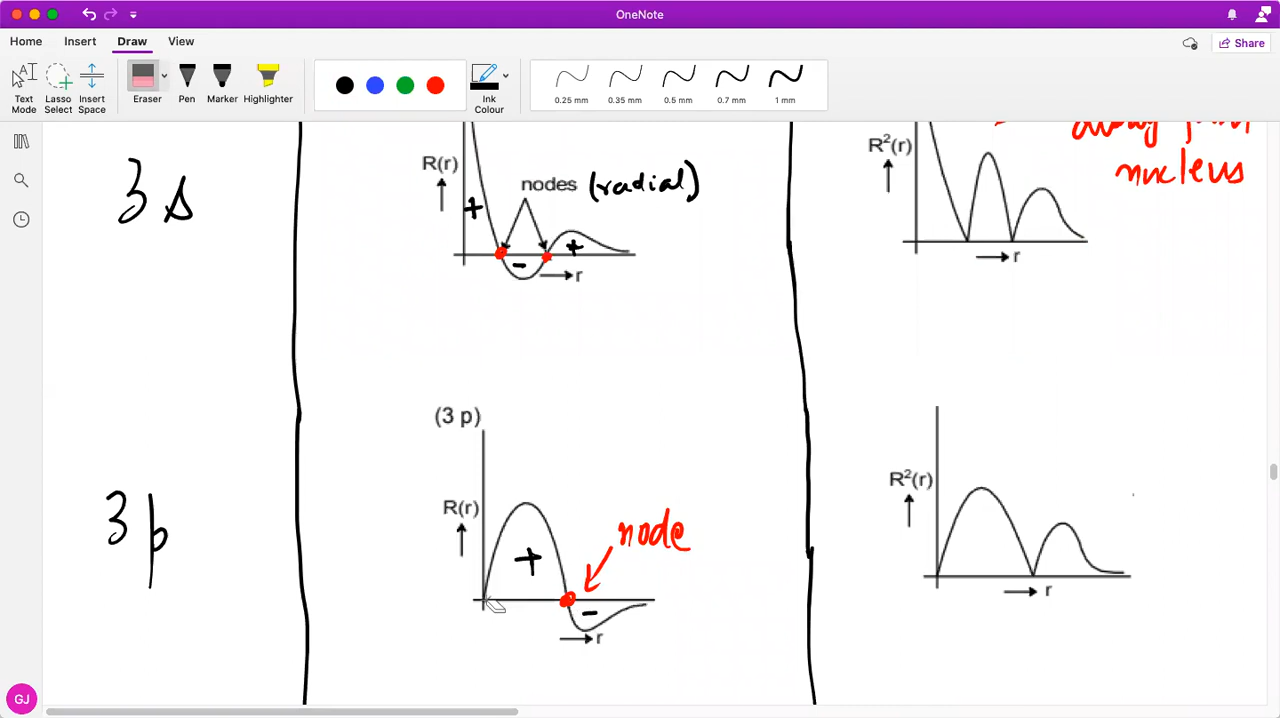 OneNote
Home Insert Draw View
Share
Text Mode
Lasso Select
Insert Space
Eraser
Pen
Marker
Highlighter
Ink Colour
0.25 mm
0.35 mm
0.5 mm
0.7 mm
1 mm
3 s
R(r)
nodes (radial)
+
-
+
r
R²(r)
nucleus
r
3 p
(3 p)
R(r)
node
+
-
r
R²(r)
r
GJ